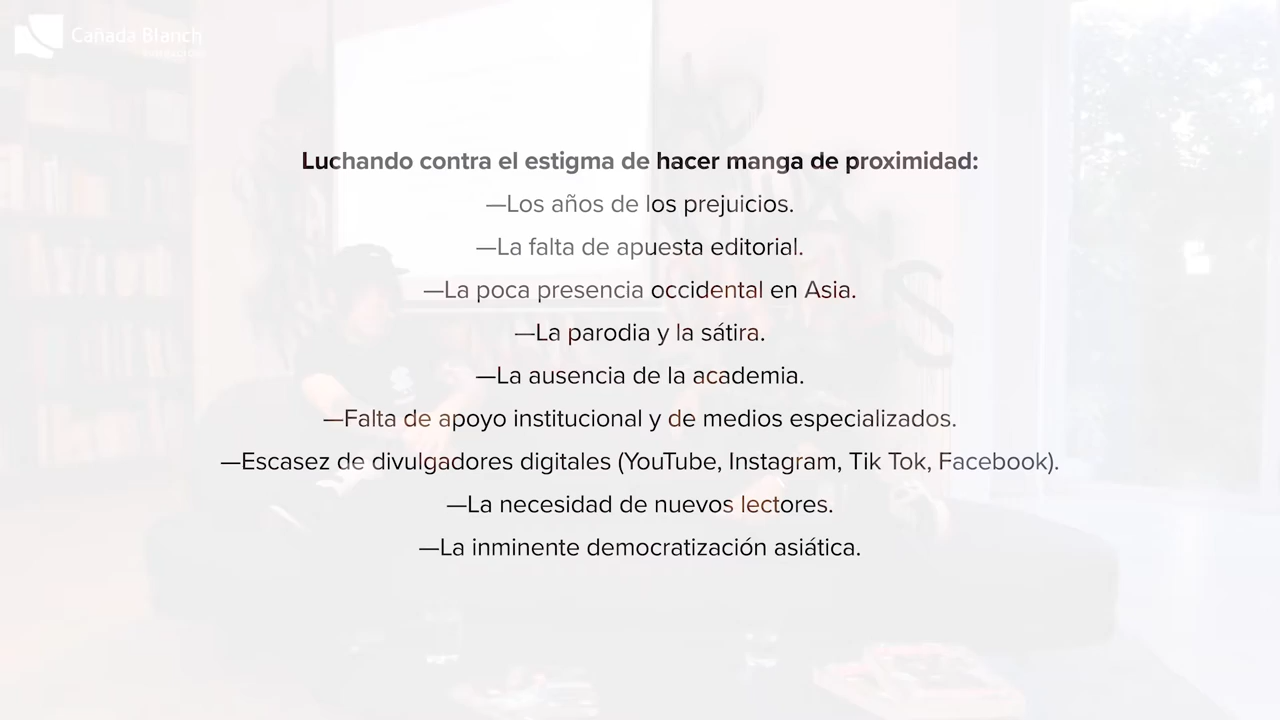 Cañada Blanch
Luchando contra el estigma de hacer manga de proximidad:
—Los años de los prejuicios.
—La falta de apuesta editorial.
—La poca presencia occidental en Asia.
—La parodia y la sátira.
—La ausencia de la academia.
—Falta de apoyo institucional y de medios especializados.
—Escasez de divulgadores digitales (YouTube, Instagram, Tik Tok, Facebook).
—La necesidad de nuevos lectores.
—La inminente democratización asiática.